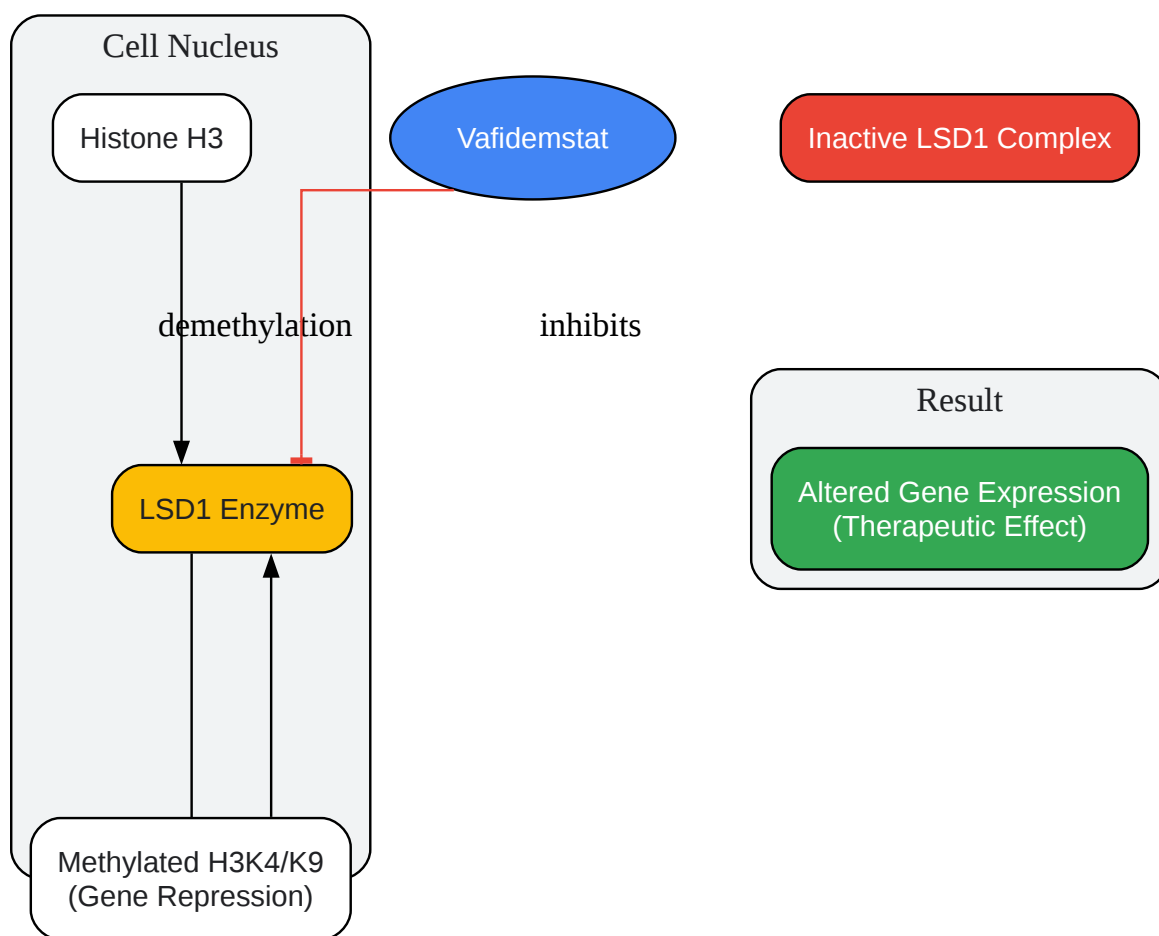 Cell Nucleus
Histone H3
Vafidemstat
Inactive LSD1 Complex
demethylation
inhibits
Result
LSD1 Enzyme
Altered Gene Expression
(Therapeutic Effect)
Methylated H3K4/K9
(Gene Repression)